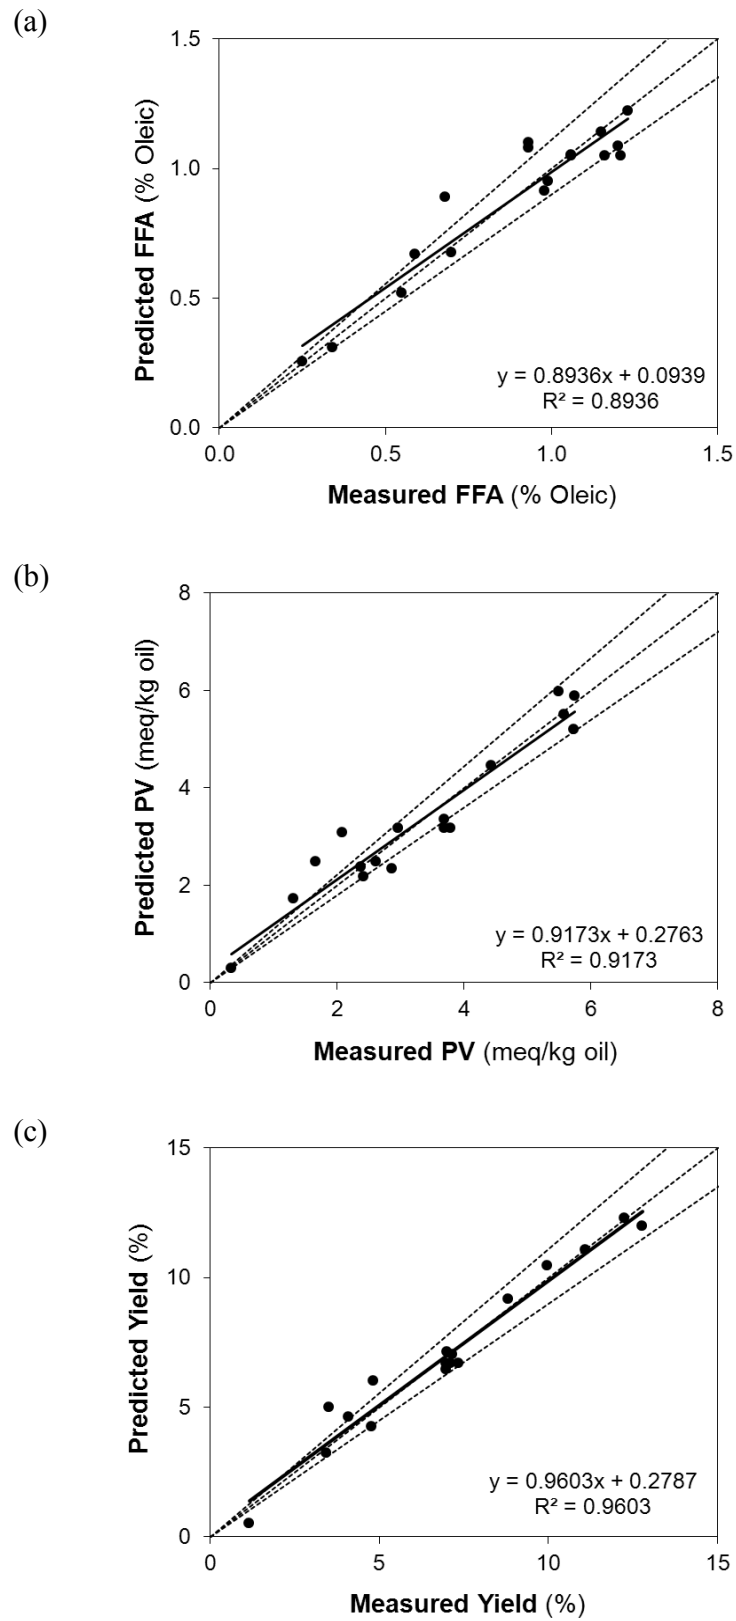 (a)
1.5
1.0
0.5
0.0
Predicted FFA (% Oleic)
y = 0.8936x + 0.0939
R² = 0.8936
0.0 0.5 1.0 1.5
Measured FFA (% Oleic)
(b)
8
6
4
2
0
Predicted PV (meq/kg oil)
y = 0.9173x + 0.2763
R² = 0.9173
0 2 4 6 8
Measured PV (meq/kg oil)
(c)
15
10
5
0
Predicted Yield (%)
y = 0.9603x + 0.2787
R² = 0.9603
0 5 10 15
Measured Yield (%)